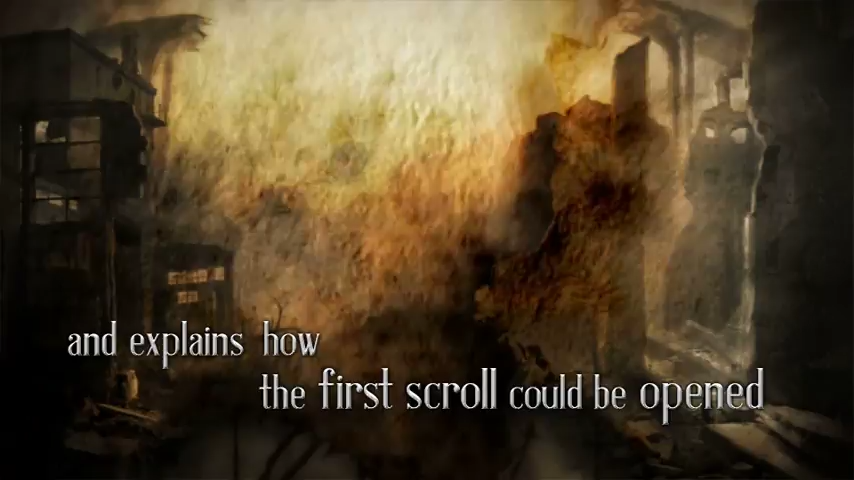 and explains how
the first scroll could be opened